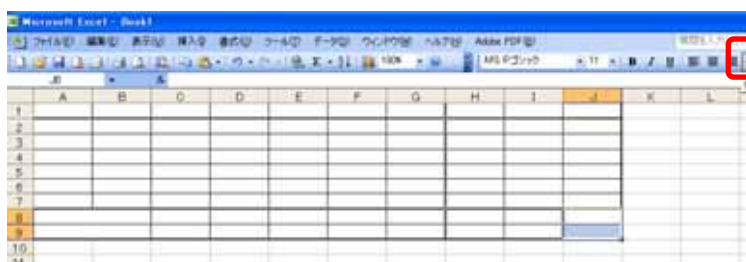 Microsoft Excel - Book1
ファイル(F) 編集(E) 表示(V) 挿入(I) 書式(O) ツール(T) データ(D) ウィンドウ(W) ヘルプ(H) Adobe PDF(B)
100% MS Pゴシック 11 B I U
J8
A B C D E F G H I J K L
1
2
3
4
5
6
7
8
9
10
11